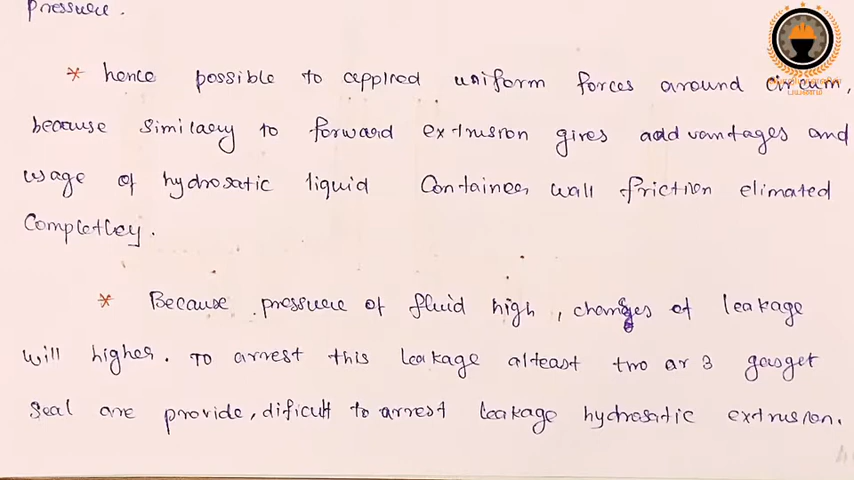 pressure.
* hence possible to applied uniform forces around circum,
because similary to forward extrusion gives addvantages and
usage of hydrosatic liquid Container wall friction elimated
Completley.
* Because pressure of fluid high, changes of leakage
will higher. To arrest this leakage alteast two ar 3 gasget
seal are provide, dificult to arrest leakage hydrosatic extrusion.